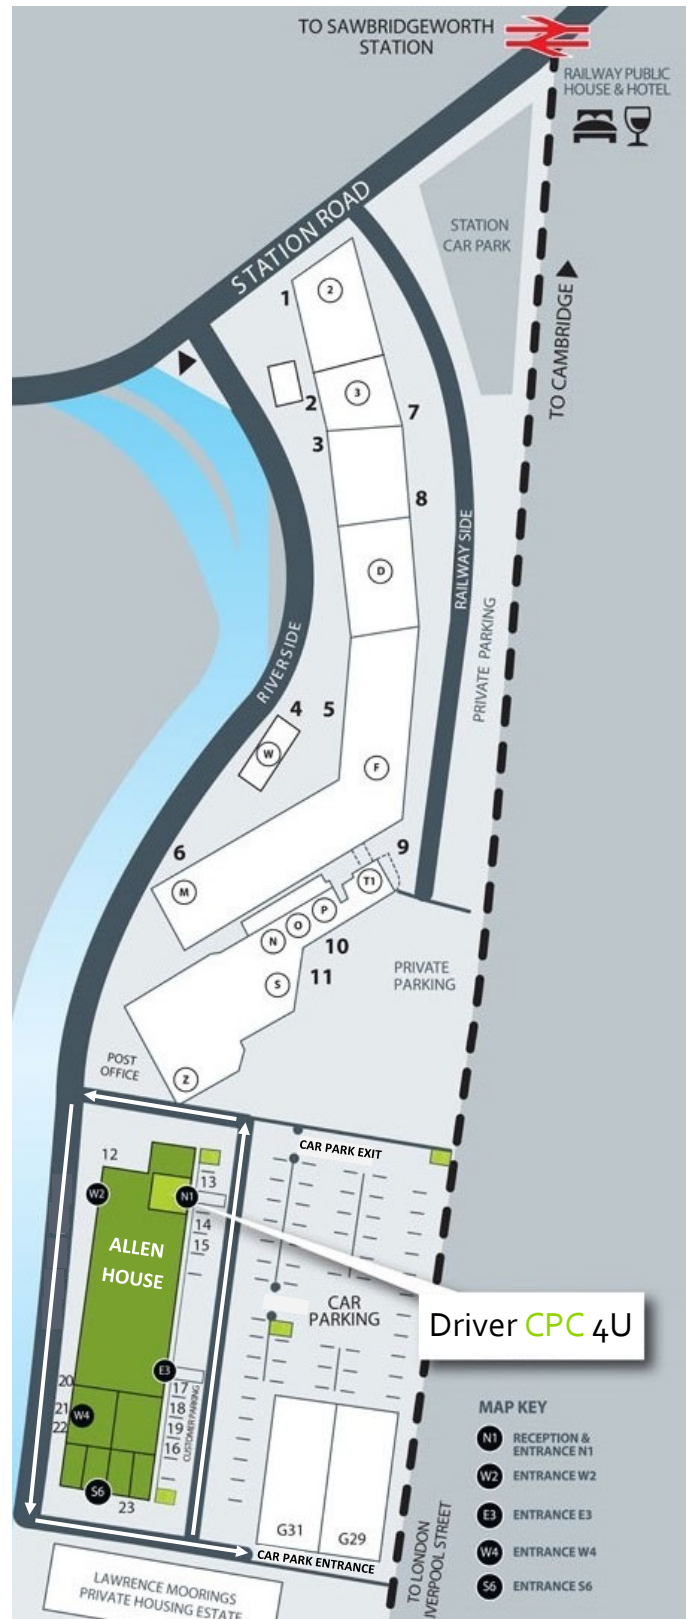 TO SAWBRIDGEWORTH
STATION
RAILWAY PUBLIC
HOUSE & HOTEL
STATION ROAD
STATION
CAR PARK
TO CAMBRIDGE
1
2
2
3
7
3
8
D
RAILWAY SIDE
PRIVATE PARKING
RIVERSIDE
4
5
W
F
6
9
M
T1
P
O
N
10
S
11
PRIVATE
PARKING
POST
OFFICE
Z
CAR PARK EXIT
12
13
W2
N1
14
15
ALLEN
HOUSE
CAR
PARKING
Driver CPC 4U
E3
20
17
21
W4
18
22
19
16
CUSTOMER PARKING
S6
23
G31
G29
CAR PARK ENTRANCE
LAWRENCE MOORINGS
PRIVATE HOUSING ESTATE
TO LONDON
IVERPOOL STREET
MAP KEY
N1 RECEPTION &
ENTRANCE N1
W2 ENTRANCE W2
E3 ENTRANCE E3
W4 ENTRANCE W4
S6 ENTRANCE S6